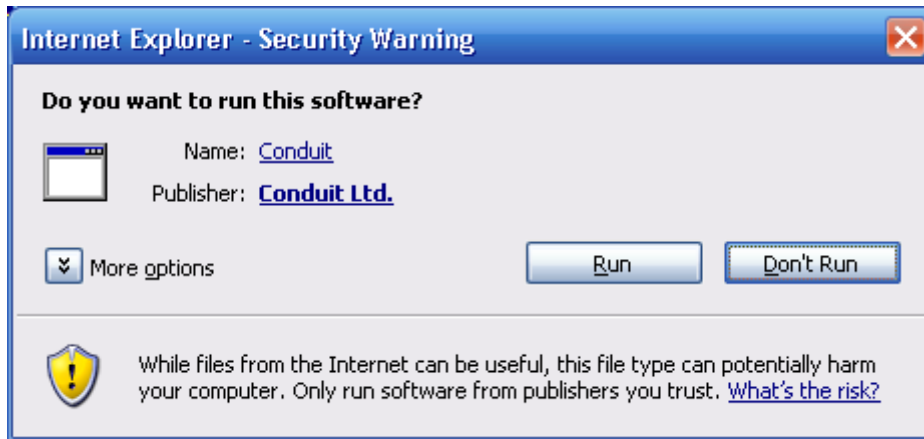 Internet Explorer - Security Warning
Do you want to run this software?
Name: Conduit
Publisher: Conduit Ltd.
More options Run Don't Run
While files from the Internet can be useful, this file type can potentially harm
your computer. Only run software from publishers you trust. What's the risk?